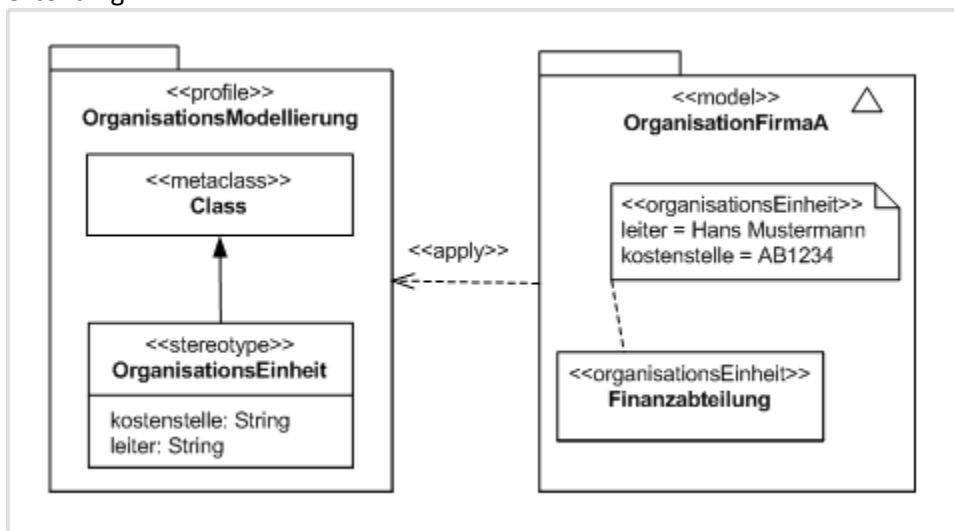 <<profile>>
OrganisationsModellierung
<<metaclass>>
Class
<<stereotype>>
OrganisationsEinheit
kostenstelle: String
leiter: String
<<apply>>
<<model>>
OrganisationFirmaA
<<organisationsEinheit>>
leiter = Hans Mustermann
kostenstelle = AB1234
<<organisationsEinheit>>
Finanzabteilung